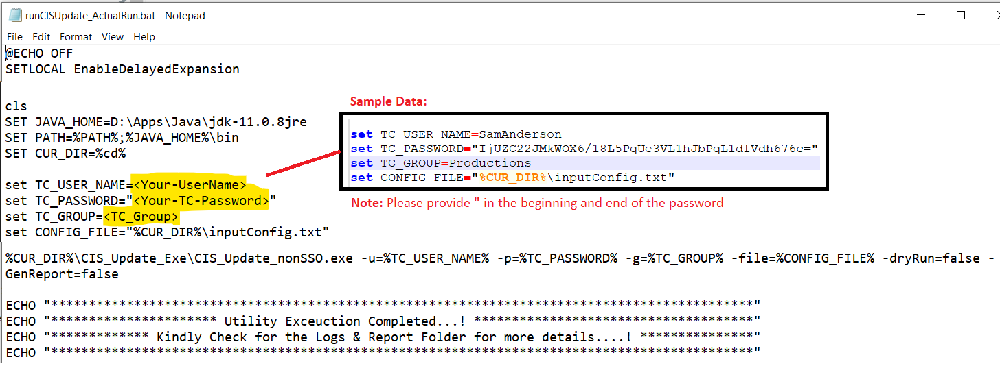 runCISUpdate_ActualRun.bat - Notepad
File Edit Format View Help
@ECHO OFF
SETLOCAL EnableDelayedExpansion
cls
SET JAVA_HOME=D:\Apps\Java\jdk-11.0.8jre
SET PATH=%PATH%;%JAVA_HOME%\bin
SET CUR_DIR=%cd%
set TC_USER_NAME=<Your-UserName>
set TC_PASSWORD="<Your-TC-Password>"
set TC_GROUP=<TC_Group>
set CONFIG_FILE="%CUR_DIR%\inputConfig.txt"
Sample Data:
set TC_USER_NAME=SamAnderson
set TC_PASSWORD="IjUZC22JMkWOX6/18L5PqUe3VL1hJbPqL1dfVdh676c="
set TC_GROUP=Productions
set CONFIG_FILE="%CUR_DIR%\inputConfig.txt"
Note: Please provide " in the beginning and end of the password
%CUR_DIR%\CIS_Update_Exe\CIS_Update_nonSSO.exe -u=%TC_USER_NAME% -p=%TC_PASSWORD% -g=%TC_GROUP% -file=%CONFIG_FILE% -dryRun=false -
GenReport=false
ECHO "*********************************************************************************************"
ECHO "********************** Utility Exceuction Completed...! *************************************"
ECHO "************* Kindly Check for the Logs & Report Folder for more details....! ***************"
ECHO "*********************************************************************************************"